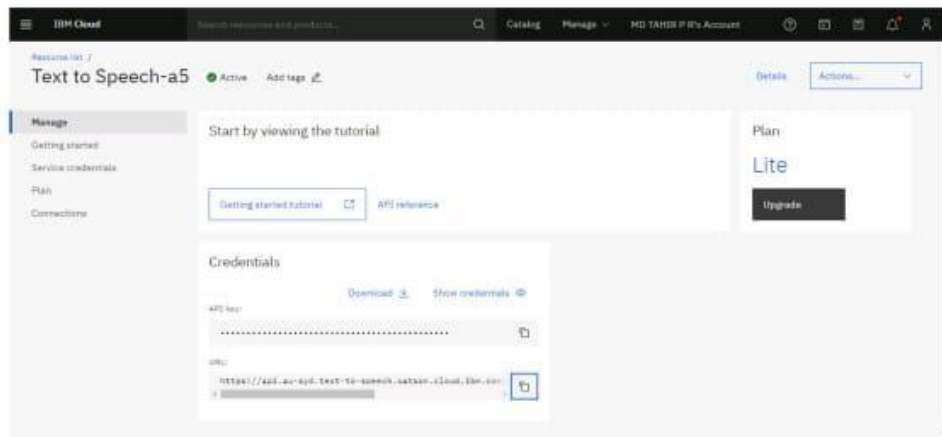 IBM Cloud
Search resources and products...
Catalog
Manage
MD TAHIR P R's Account
Resource list /
Text to Speech-a5
Active
Add tags
Details
Actions...
Manage
Getting started
Service credentials
Plan
Connections
Start by viewing the tutorial
Getting started tutorial
API reference
Plan
Lite
Upgrade
Credentials
Download
Show credentials
API key:
URL:
https://api.au-syd.text-to-speech.watson.cloud.ibm.co